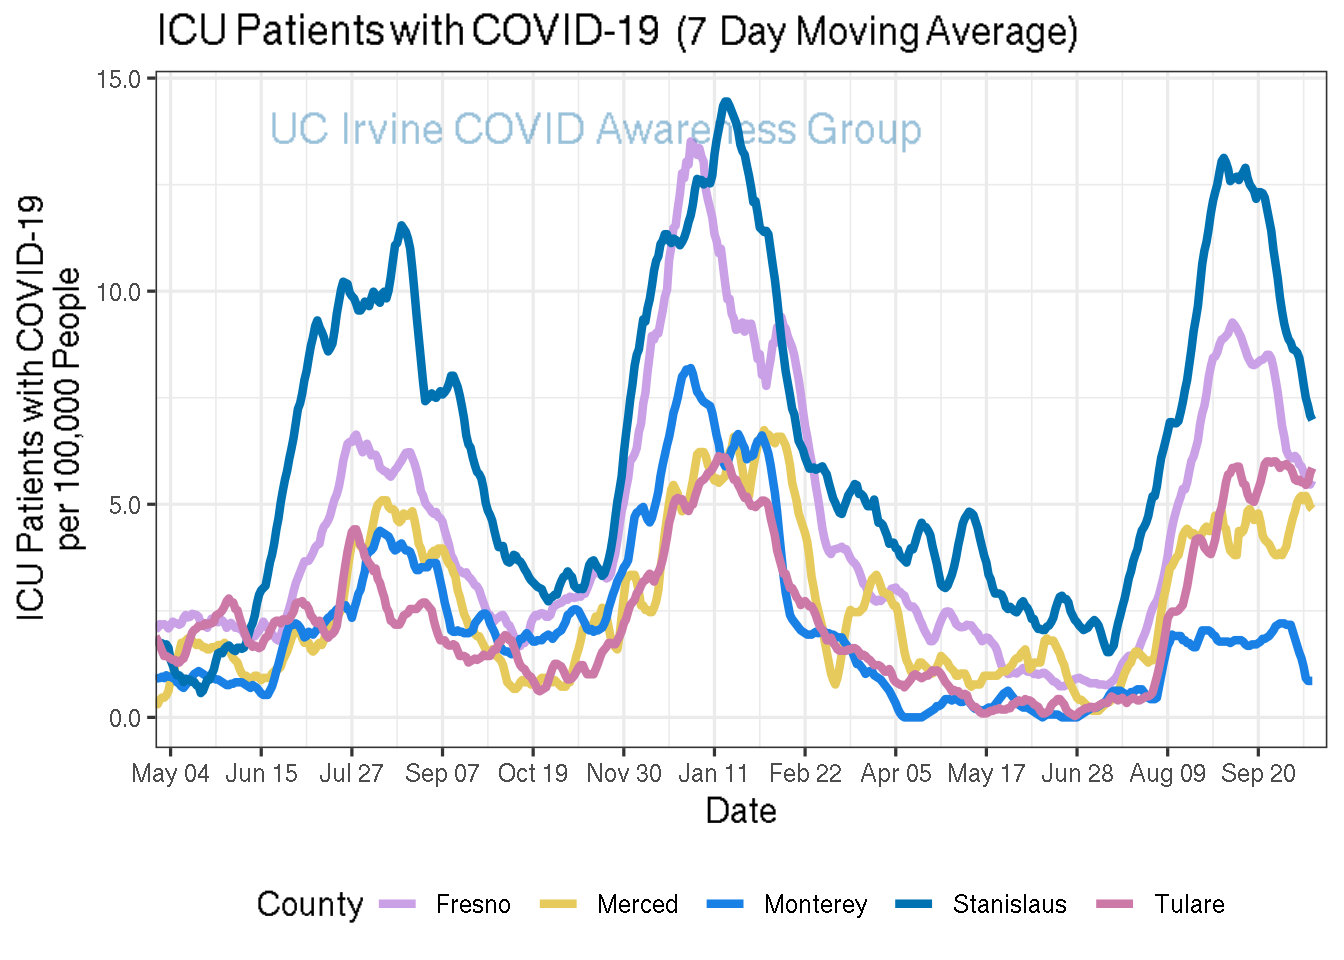 ICU Patients with COVID-19 (7 Day Moving Average)
UC Irvine COVID Awareness Group
ICU Patients with COVID-19
per 100,000 People
15.0
10.0
5.0
0.0
May 04 Jun 15 Jul 27 Sep 07 Oct 19 Nov 30 Jan 11 Feb 22 Apr 05 May 17 Jun 28 Aug 09 Sep 20
Date
County Fresno Merced Monterey Stanislaus Tulare